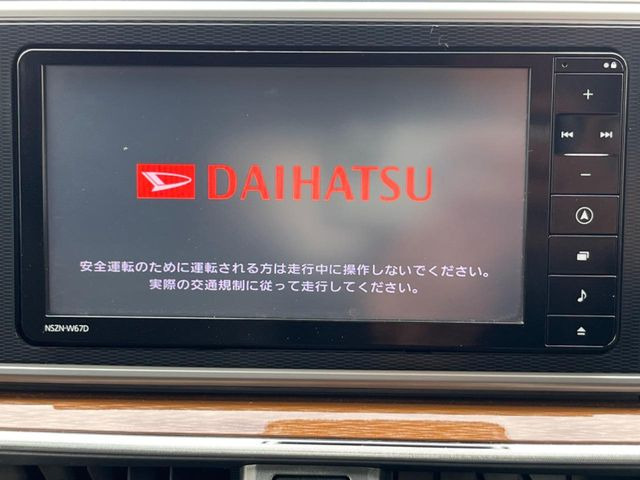 DAIHATSU
安全運転のために運転される方は走行中に操作しないでください。
実際の交通規制に従って走行してください。
NSZN-W67D